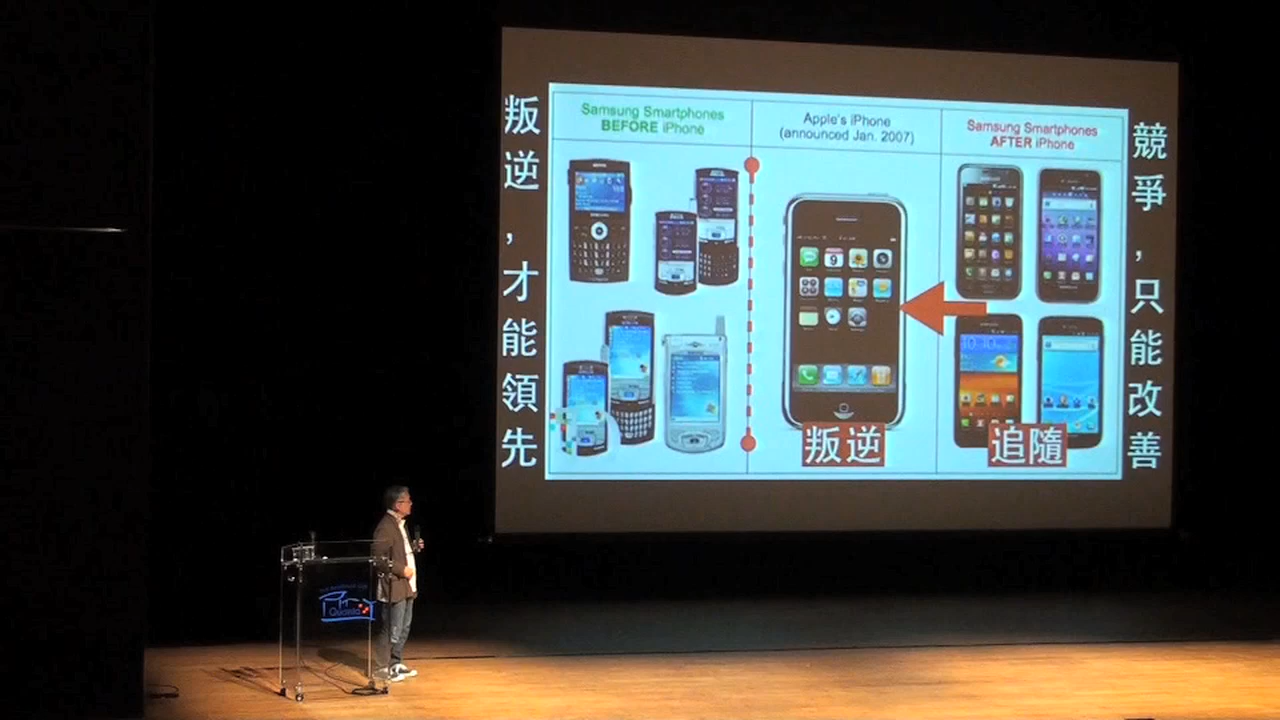 叛逆，才能領先
Samsung Smartphones
BEFORE iPhone
Apple's iPhone
(announced Jan. 2007)
Samsung Smartphones
AFTER iPhone
叛逆
追隨
競爭，只能改善
Quanta